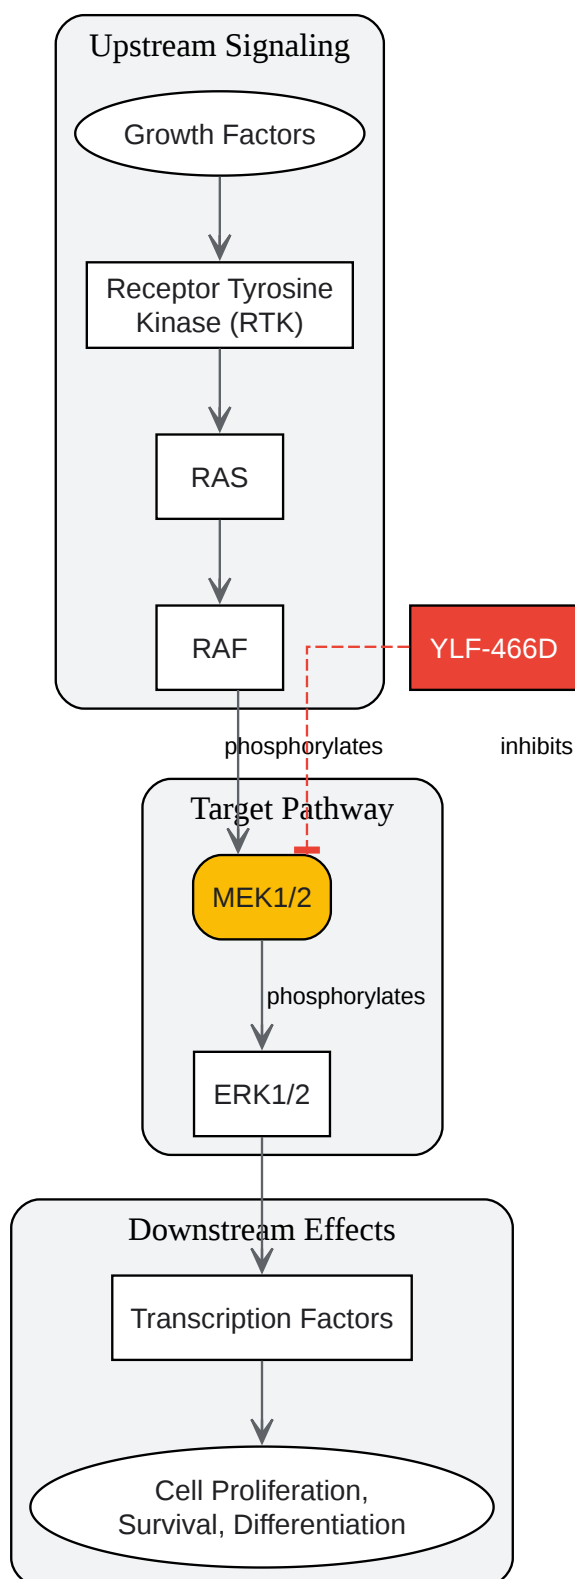 Upstream Signaling
Growth Factors
Receptor Tyrosine
Kinase (RTK)
RAS
RAF
YLF-466D
phosphorylates
inhibits
Target Pathway
MEK1/2
phosphorylates
ERK1/2
Downstream Effects
Transcription Factors
Cell Proliferation,
Survival, Differentiation